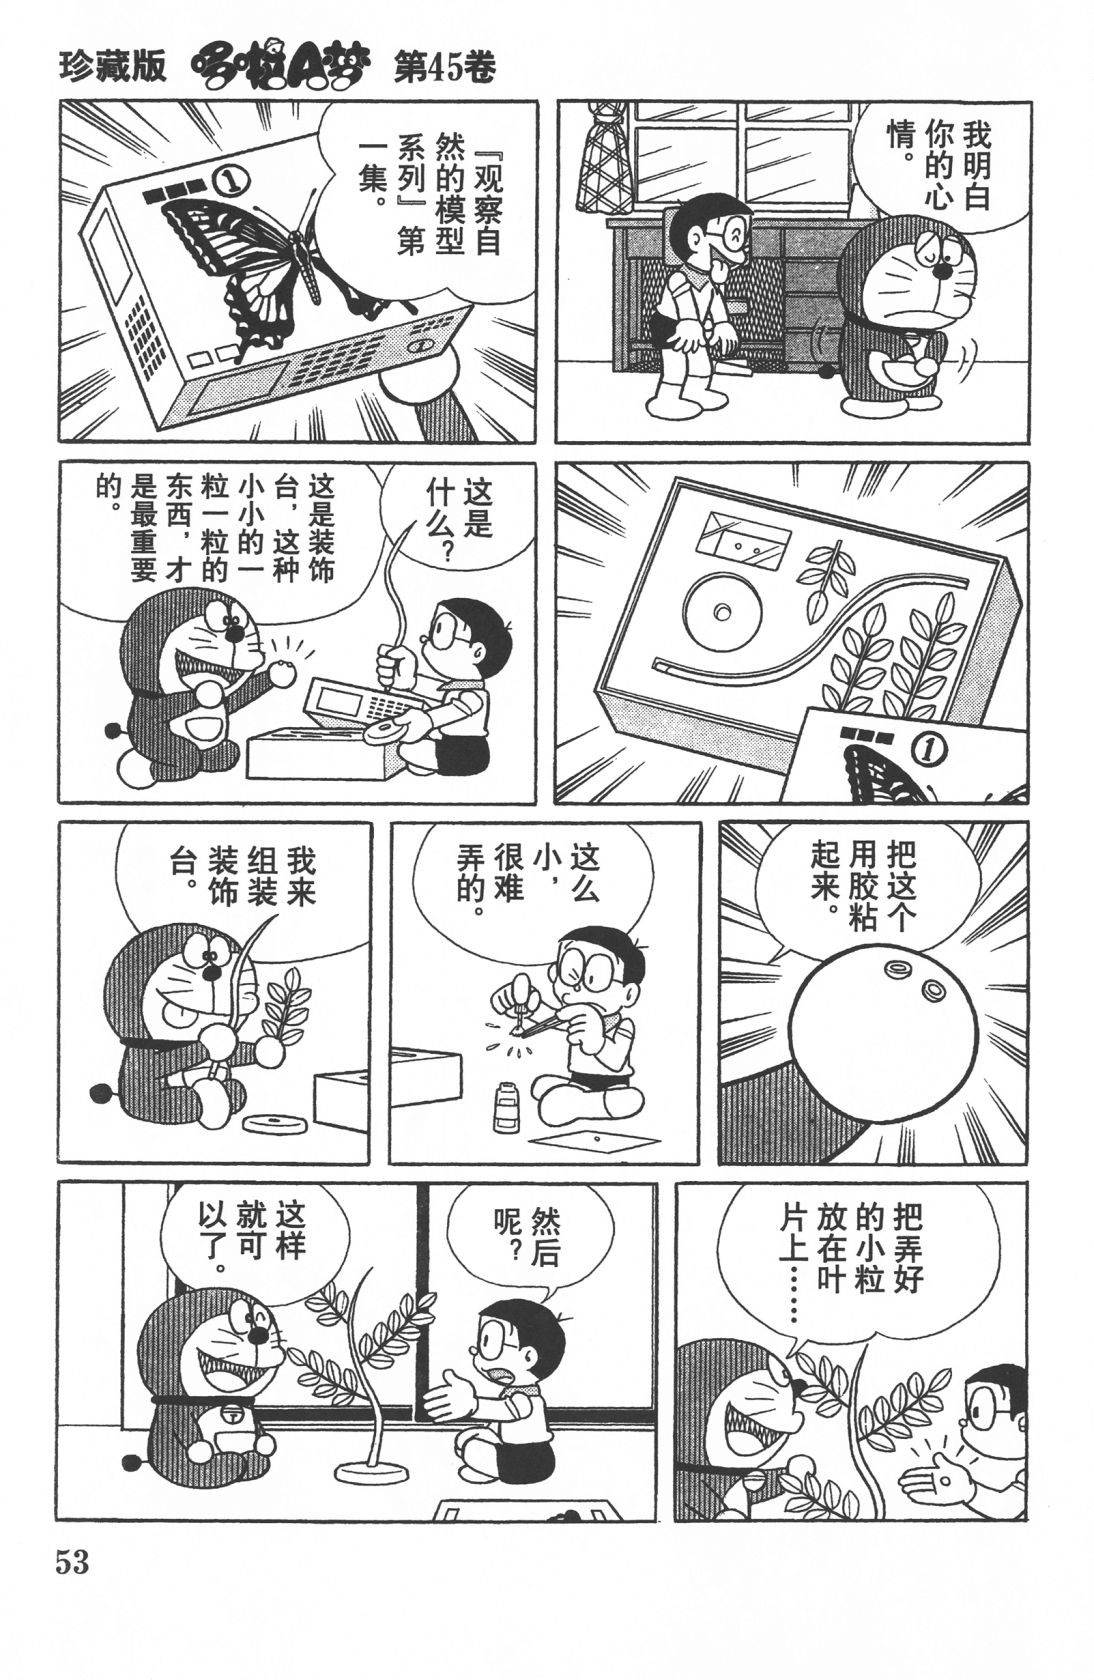 珍藏版 哆啦A梦 第45卷
我明白
你的心
情。
『观察自
然的模型
系列』第
一集。
①
①
这是
什么?
这是装饰
台,这种
小小的一
粒一粒的
东西,才
是最重要
的。
把这个
用胶粘
起来。
这么
小,
很难
弄的。
我来
组装
装饰
台。
把弄好
的小粒
放在叶
片上……
然后
呢?
这样
就可
以了。
53